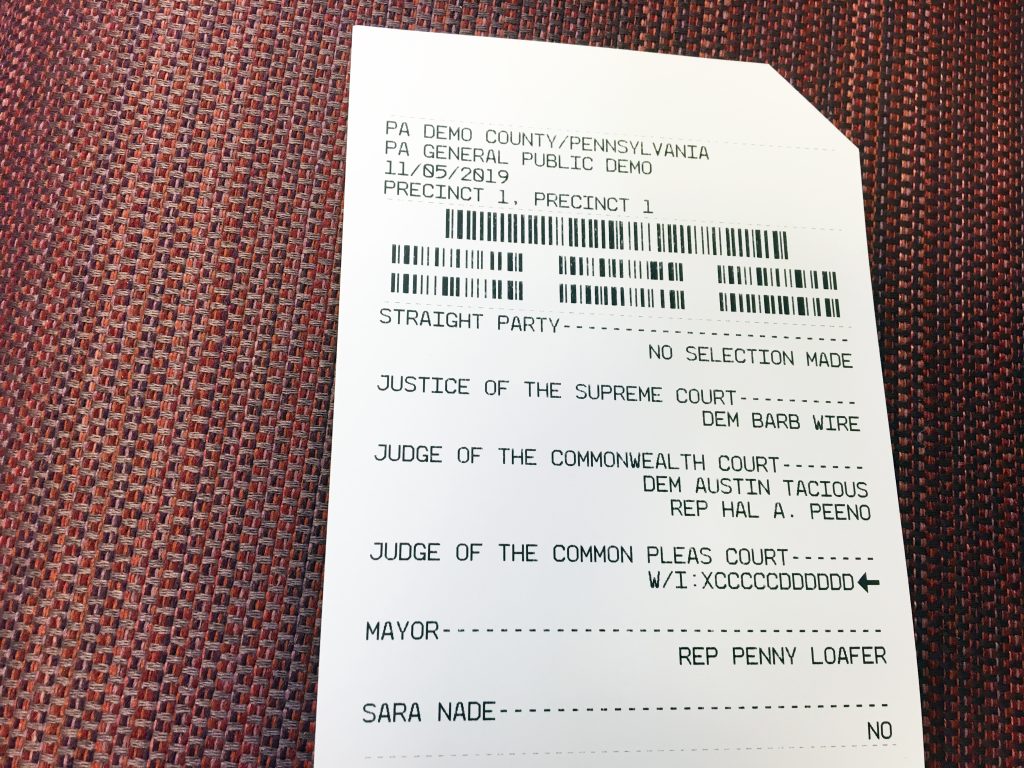 PA DEMO COUNTY/PENNSYLVANIA
PA GENERAL PUBLIC DEMO
11/05/2019
PRECINCT 1, PRECINCT 1
STRAIGHT PARTY-----------------
NO SELECTION MADE
JUSTICE OF THE SUPREME COURT----------
DEM BARB WIRE
JUDGE OF THE COMMONWEALTH COURT-------
DEM AUSTIN TACIOUS
REP HAL A. PEENO
JUDGE OF THE COMMON PLEAS COURT-------
W/I:XCCCCCDDDDDD←
MAYOR-------------------------------
REP PENNY LOAFER
SARA NADE---------------------------
NO